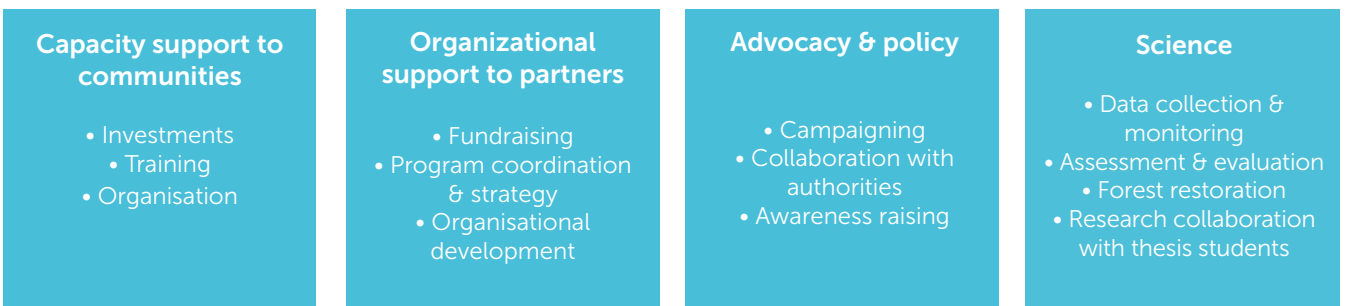 Capacity support to
communities
• Investments
• Training
• Organisation
Organizational
support to partners
• Fundraising
• Program coordination
& strategy
• Organisational
development
Advocacy & policy
• Campaigning
• Collaboration with
authorities
• Awareness raising
Science
• Data collection &
monitoring
• Assessment & evaluation
• Forest restoration
• Research collaboration
with thesis students